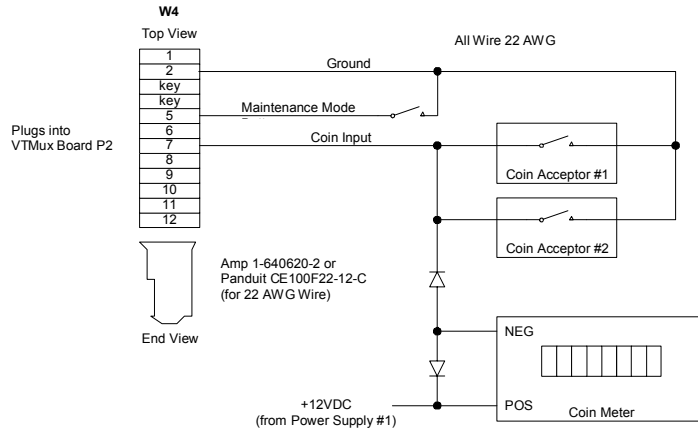 W4
Top View
All Wire 22 AWG
1
2
key
key
5
6
7
8
9
10
11
12
Ground
Maintenance Mode
Coin Input
Plugs into
VTMux Board P2
Coin Acceptor #1
Coin Acceptor #2
Amp 1-640620-2 or
Panduit CE100F22-12-C
(for 22 AWG Wire)
End View
NEG
+12VDC
(from Power Supply #1)
POS
Coin Meter